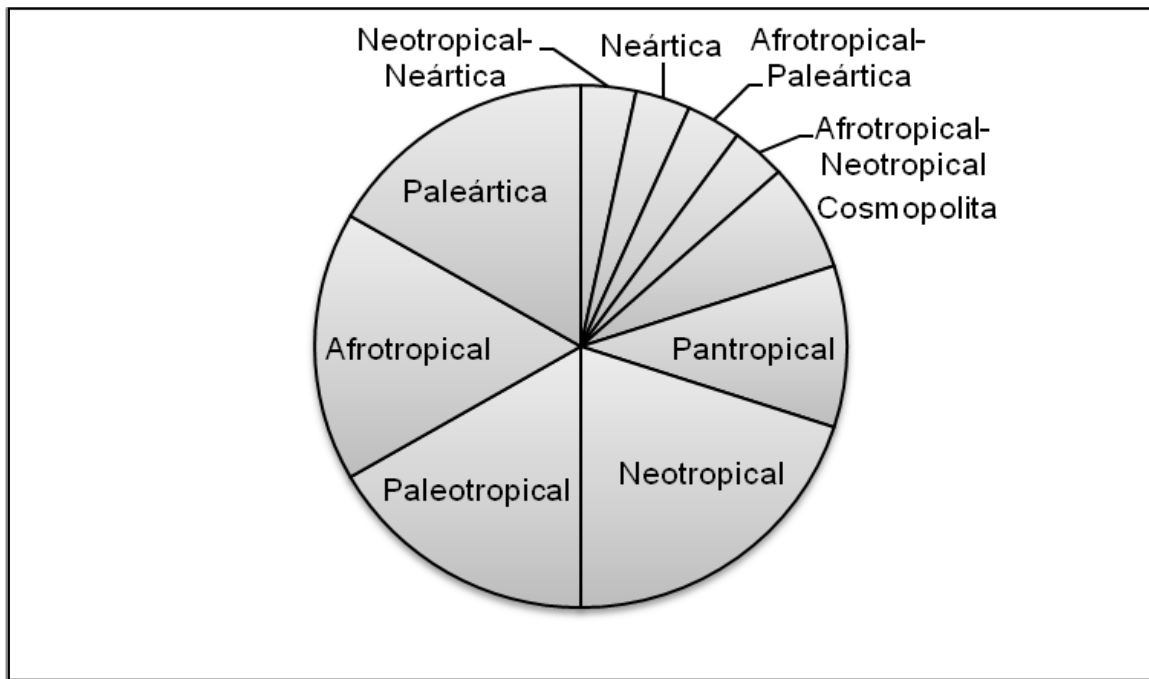 Neotropical-
Neártica
Neártica
Afrotropical-
Paleártica
Afrotropical-
Neotropical
Cosmopolita
Pantropical
Neotropical
Paleotropical
Afrotropical
Paleártica